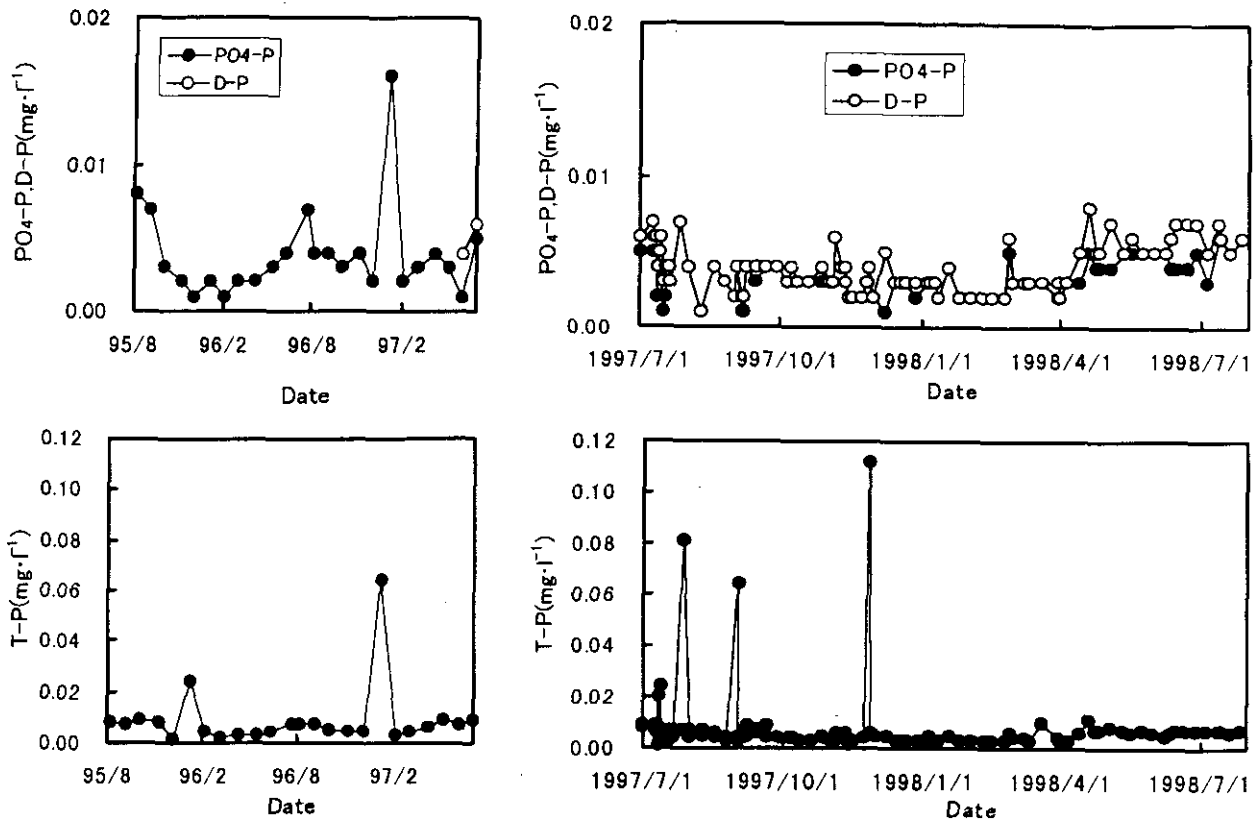 0.02
0.01
0.00
PO4-P,D-P(mg·l⁻¹)
PO4-P
D-P
95/8 96/2 96/8 97/2
Date
0.02
0.01
0.00
PO4-P,D-P(mg·l⁻¹)
PO4-P
D-P
1997/7/1 1997/10/1 1998/1/1 1998/4/1 1998/7/1
Date
0.12
0.10
0.08
0.06
0.04
0.02
0.00
T-P(mg·l⁻¹)
95/8 96/2 96/8 97/2
Date
0.12
0.10
0.08
0.06
0.04
0.02
0.00
T-P(mg·l⁻¹)
1997/7/1 1997/10/1 1998/1/1 1998/4/1 1998/7/1
Date